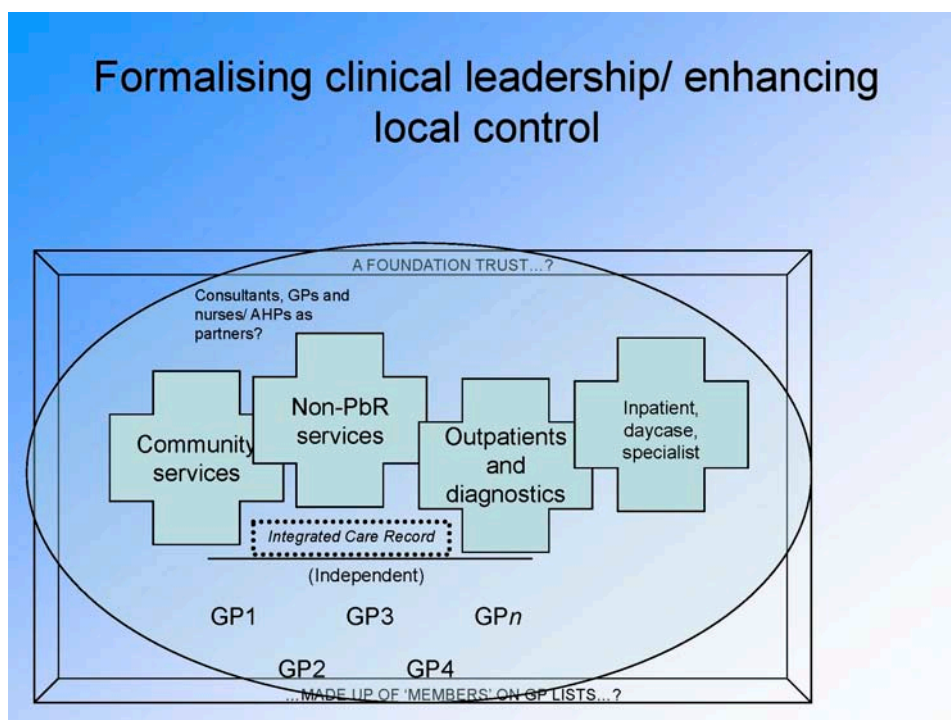 Formalising clinical leadership/ enhancing
local control
A FOUNDATION TRUST...?
Consultants, GPs and
nurses/ AHPs as
partners?
Community
services
Non-PbR
services
Outpatients
and
diagnostics
Inpatient,
daycase,
specialist
Integrated Care Record
(Independent)
GP1 GP3 GPn
GP2 GP4
...MADE UP OF ‘MEMBERS’ ON GP LISTS...?